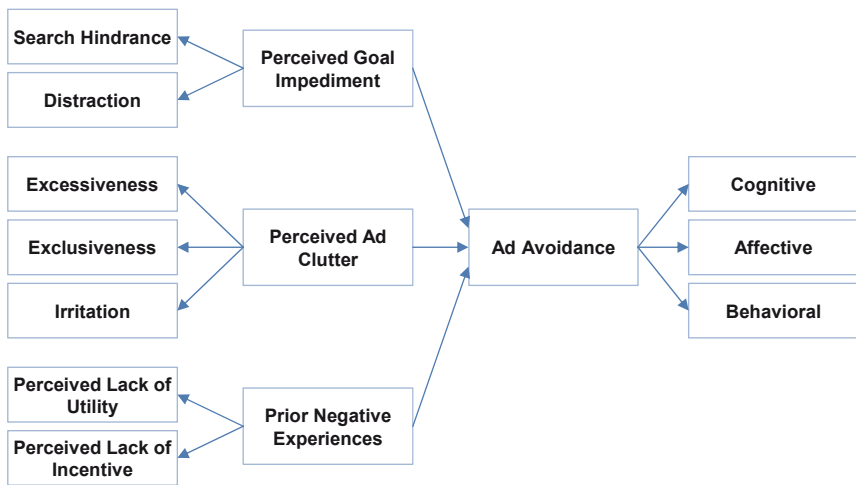 Search Hindrance
Distraction
Perceived Goal
Impediment
Excessiveness
Exclusiveness
Irritation
Perceived Ad
Clutter
Perceived Lack of
Utility
Perceived Lack of
Incentive
Prior Negative
Experiences
Ad Avoidance
Cognitive
Affective
Behavioral